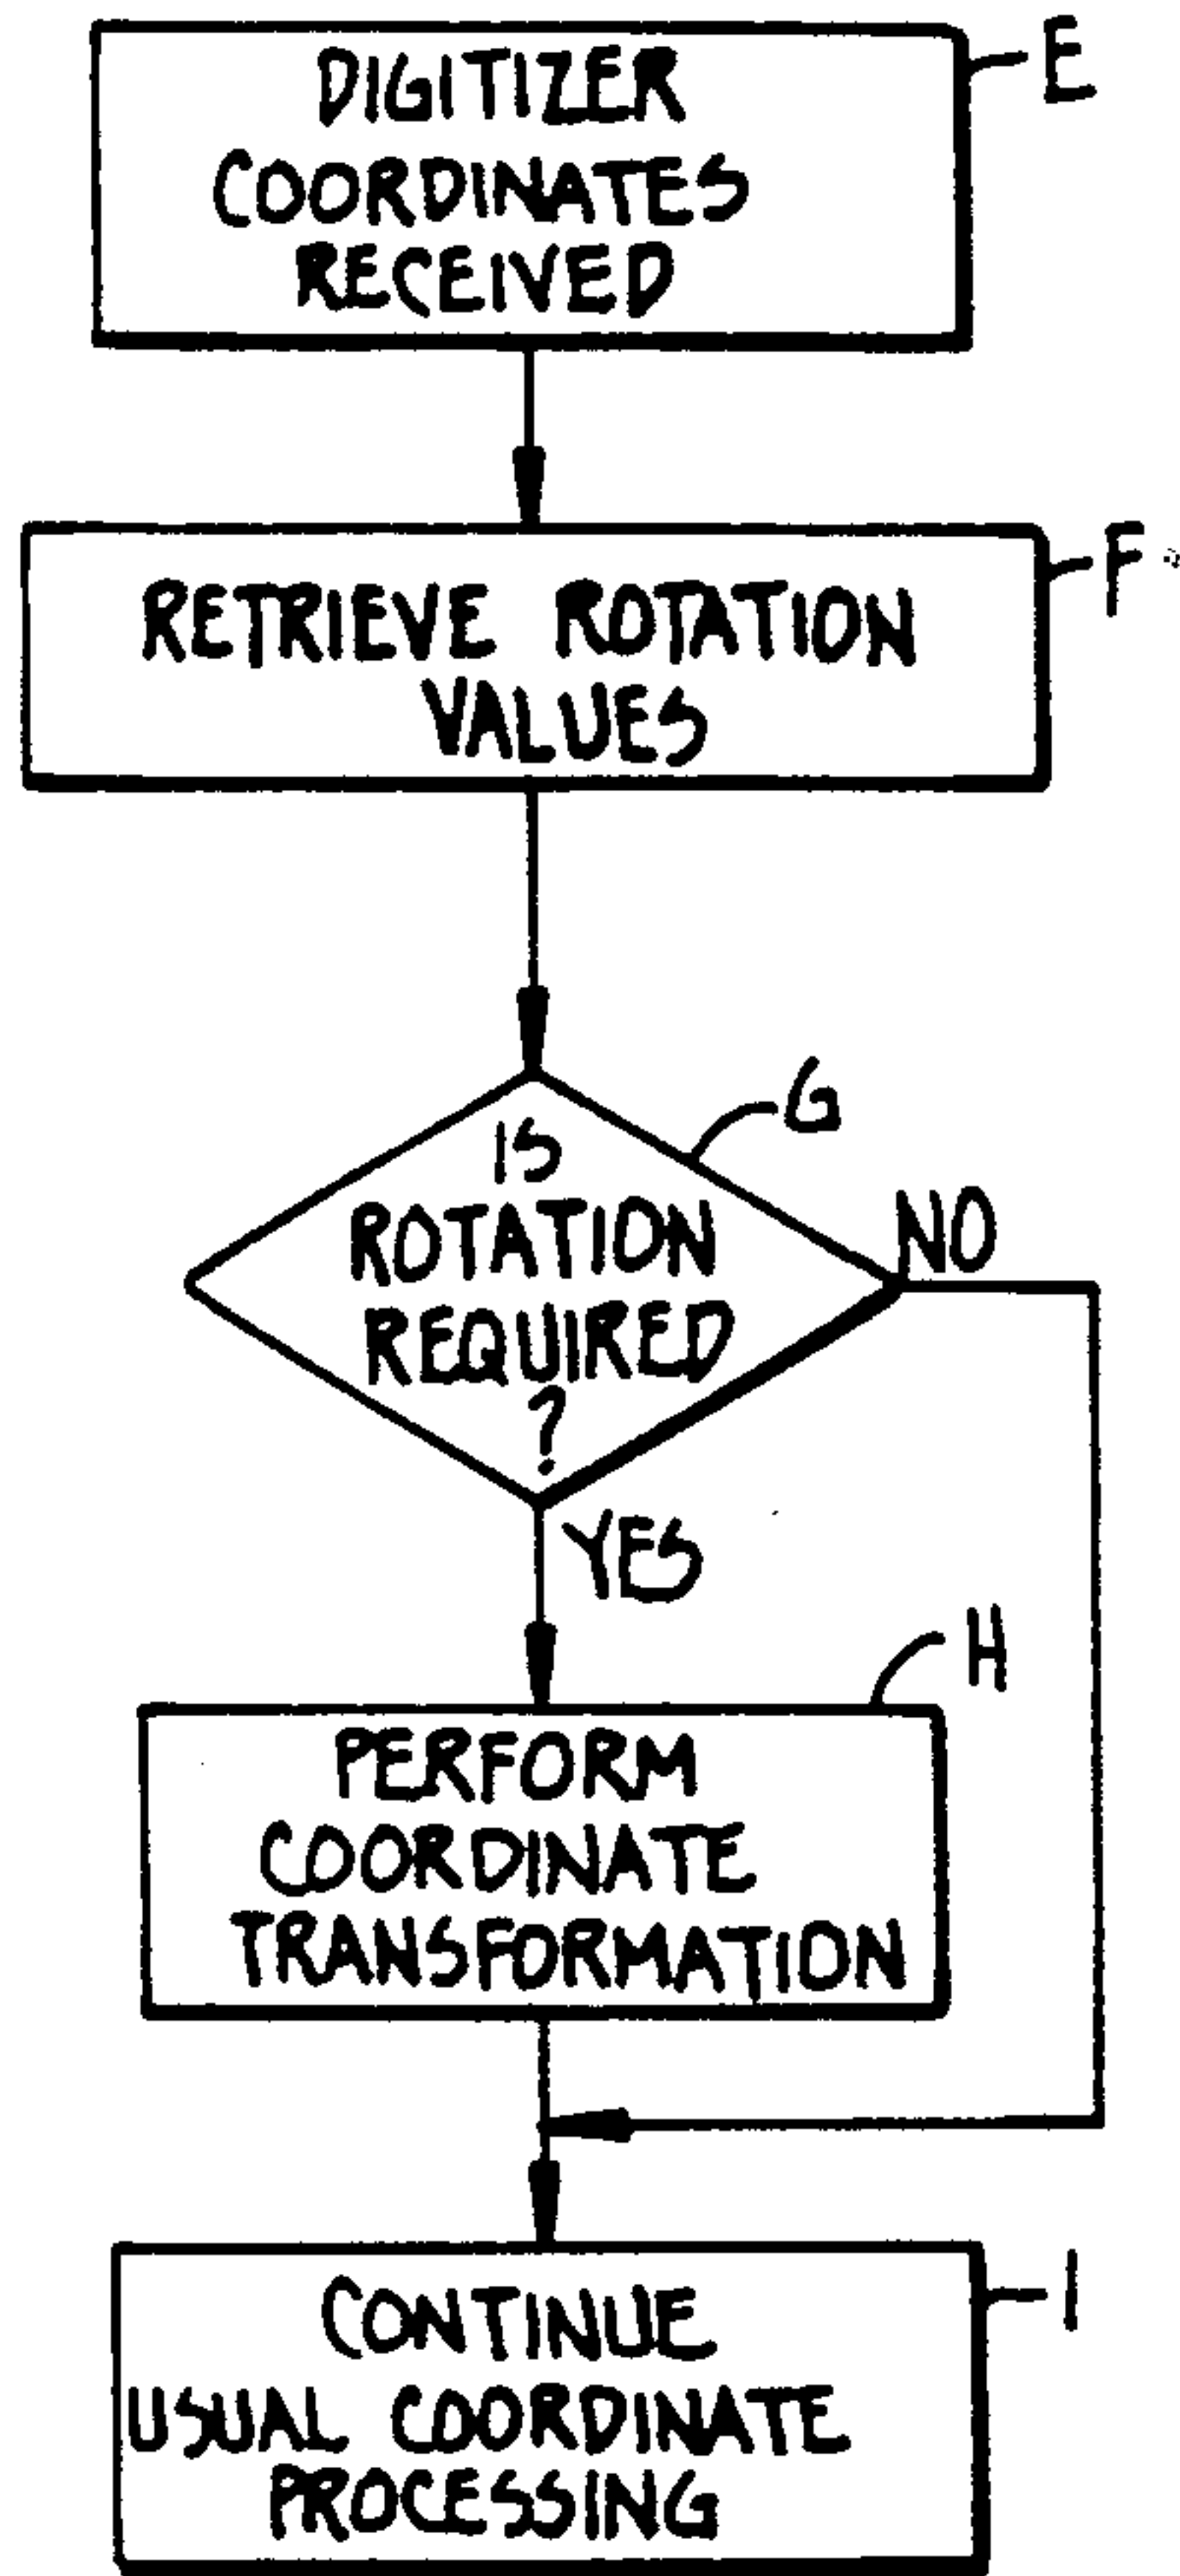 DIGITIZER
COORDINATES
RECEIVED
E
RETRIEVE ROTATION
VALUES
F
G
IS
ROTATION
REQUIRED
?
NO
YES
H
PERFORM
COORDINATE
TRANSFORMATION
CONTINUE
USUAL COORDINATE
PROCESSING
I